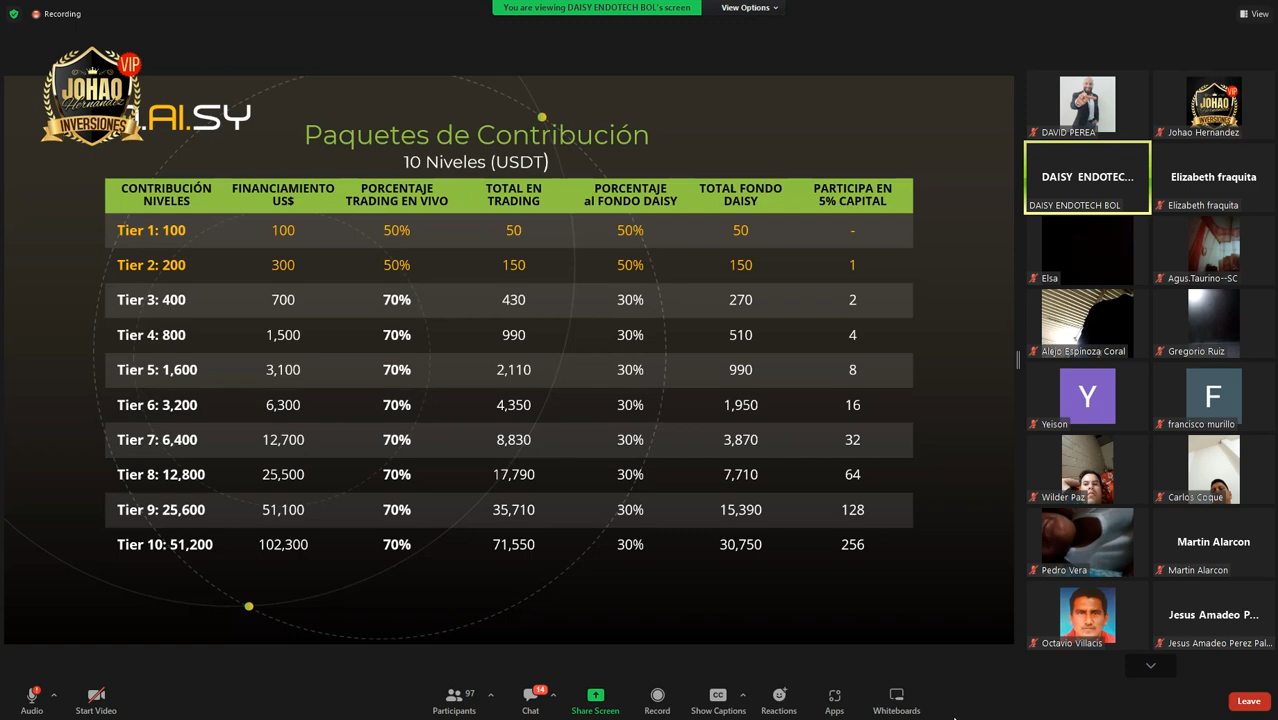 Recording
You are viewing DAISY ENDOTECH BOL's screen
View Options
View
JOHAO
Hernandez
INVERSIONES
VIP
.AI.SY
Paquetes de Contribución
10 Niveles (USDT)
CONTRIBUCIÓN NIVELES FINANCIAMIENTO US$ PORCENTAJE TRADING EN VIVO TOTAL EN TRADING PORCENTAJE al FONDO DAISY TOTAL FONDO DAISY PARTICIPA EN 5% CAPITAL
Tier 1: 100 100 50% 50 50% 50 -
Tier 2: 200 300 50% 150 50% 150 1
Tier 3: 400 700 70% 430 30% 270 2
Tier 4: 800 1,500 70% 990 30% 510 4
Tier 5: 1,600 3,100 70% 2,110 30% 990 8
Tier 6: 3,200 6,300 70% 4,350 30% 1,950 16
Tier 7: 6,400 12,700 70% 8,830 30% 3,870 32
Tier 8: 12,800 25,500 70% 17,790 30% 7,710 64
Tier 9: 25,600 51,100 70% 35,710 30% 15,390 128
Tier 10: 51,200 102,300 70% 71,550 30% 30,750 256
DAVID PEREA
JOHAO
INVERSIONES
VIP
Johao Hernandez
DAISY ENDOTEC...
DAISY ENDOTECH BOL
Elizabeth fraquita
Elizabeth fraquita
Elsa
Agus.Taurino--SC
Alejo Espinoza Coral
Gregorio Ruiz
Y
Yeison
F
francisco murillo
Wilder Paz
Carlos Coque
Pedro Vera
Martin Alarcon
Martin Alarcon
Octavio Villacis
Jesus Amadeo P...
Jesus Amadeo Perez Pal...
Audio
Start Video
97
Participants
14
Chat
Share Screen
Record
CC
Show Captions
Reactions
Apps
Whiteboards
Leave